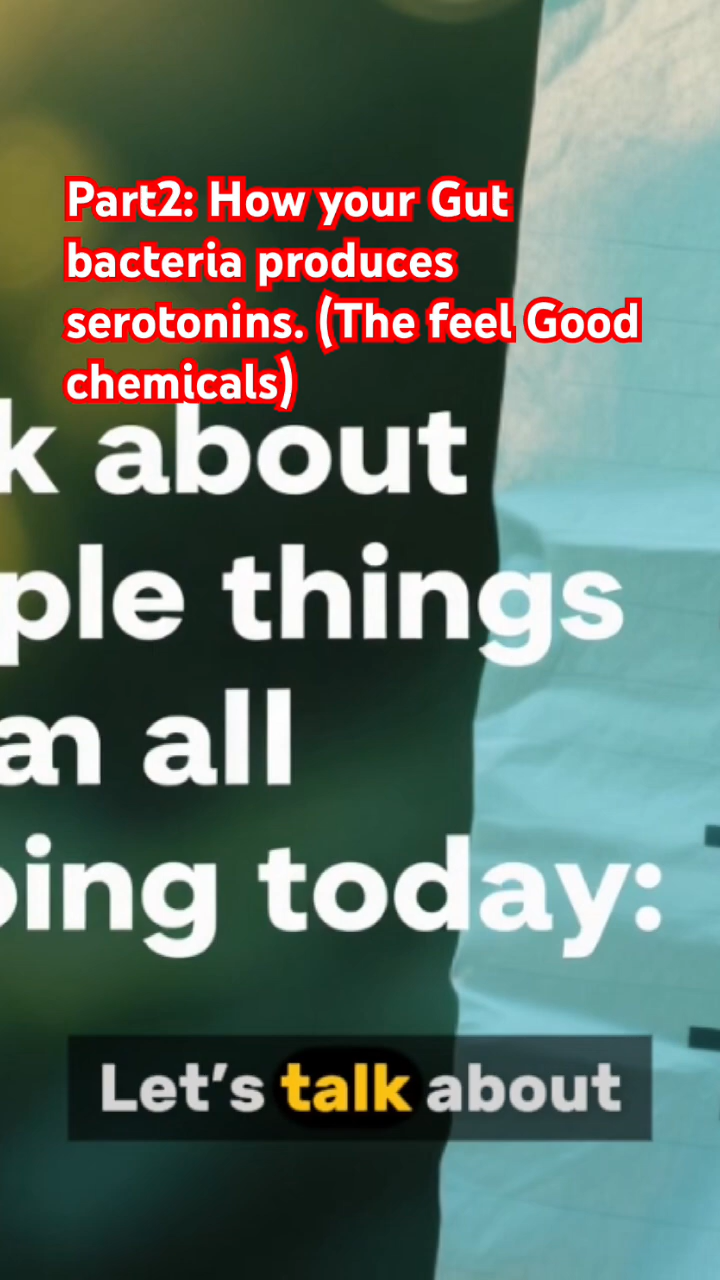 Part2: How your Gut
bacteria produces
serotonins. (The feel Good
chemicals)
k about
ple things
am all
oing today:
Let's talk about